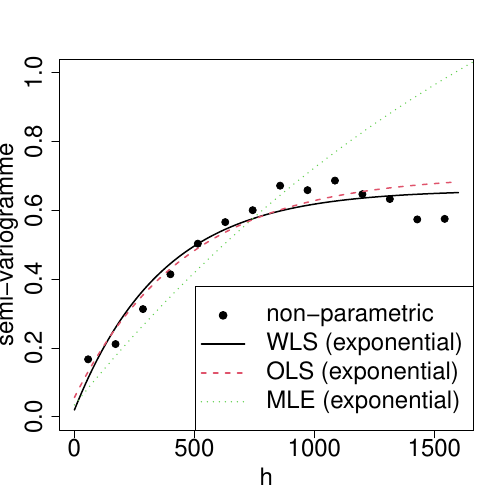 semi−variogramme
1.0
0.8
0.6
0.4
0.2
0.0
non−parametric
WLS (exponential)
OLS (exponential)
MLE (exponential)
0 500 1000 1500
h